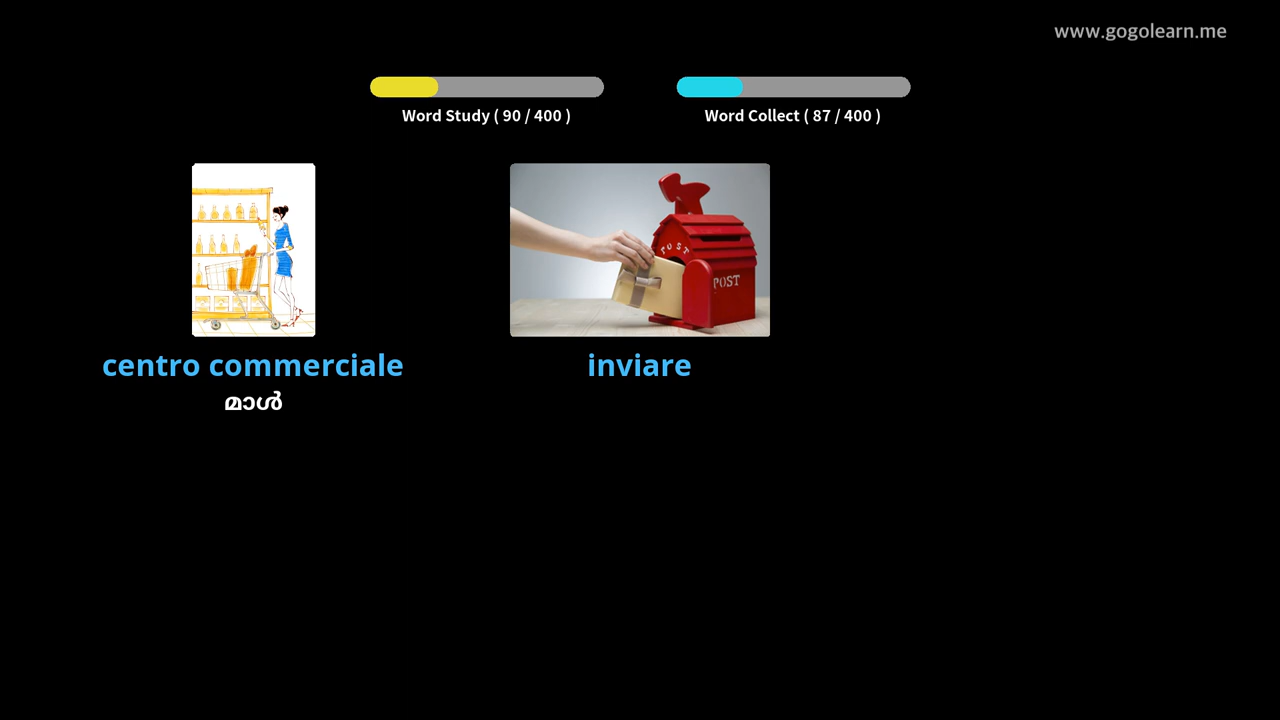 www.gogolearn.me
Word Study ( 90 / 400 )
Word Collect ( 87 / 400 )
POST
POST
centro commerciale
inviare
മാൾ